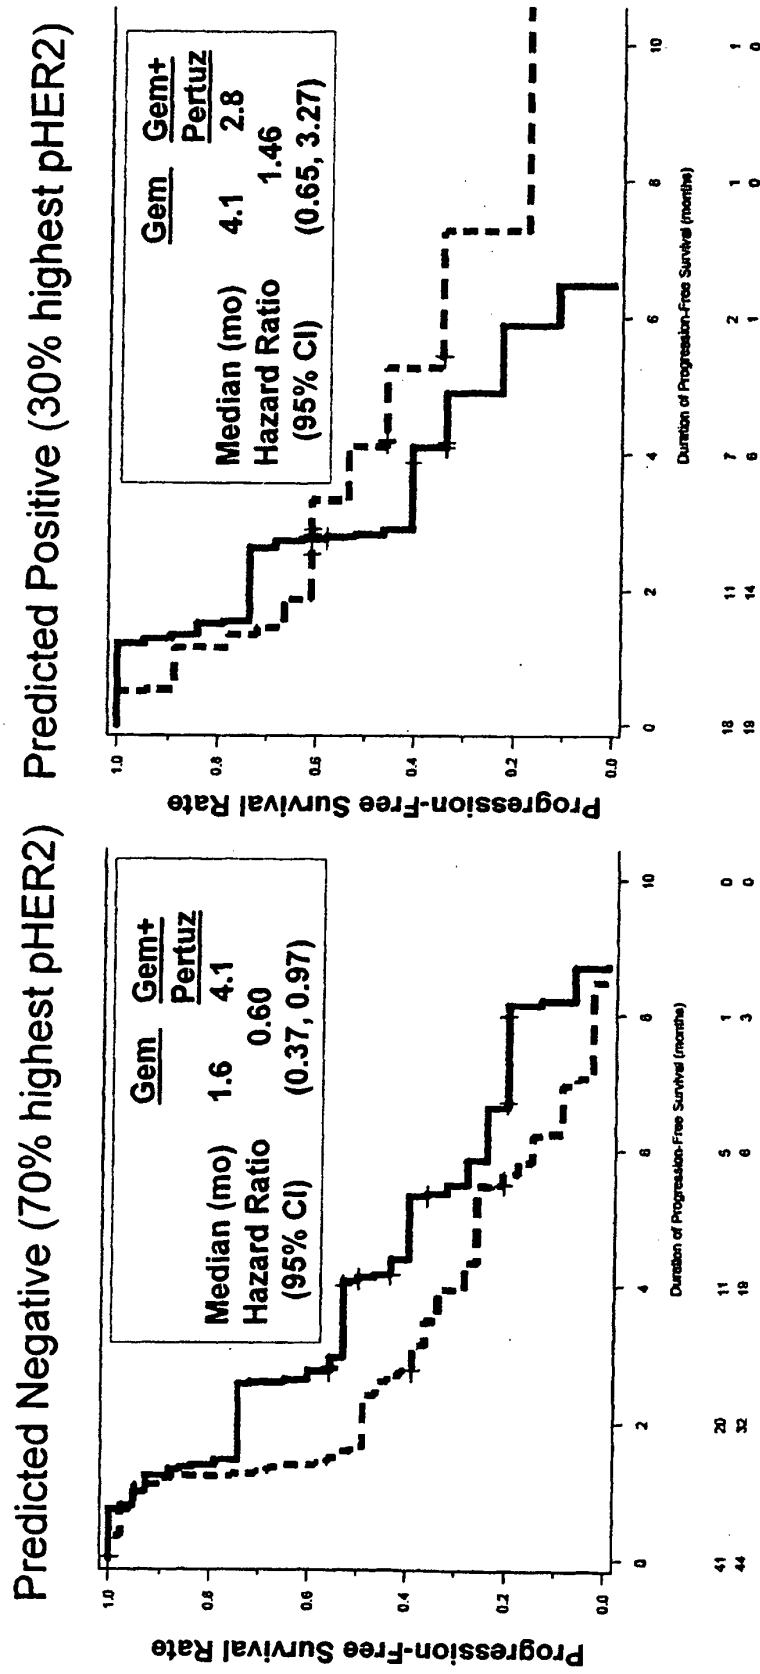 Predicted Negative (70% highest pHER2)
Progression-Free Survival Rate
1.0
0.8
0.6
0.4
0.2
0.0
Gem Gem+
Pertuz
Median (mo) 1.6 4.1
Hazard Ratio 0.60
(95% CI) (0.37, 0.97)
0 2 4 6 8 10
Duration of Progression-Free Survival (months)
41 20 11 5 1 0
44 32 19 6 3 0
Predicted Positive (30% highest pHER2)
Progression-Free Survival Rate
1.0
0.8
0.6
0.4
0.2
0.0
Gem Gem+
Pertuz
Median (mo) 4.1 2.8
Hazard Ratio 1.46
(95% CI) (0.65, 3.27)
0 2 4 6 8 10
Duration of Progression-Free Survival (months)
18 11 7 2 1 1
19 14 6 1 0 0